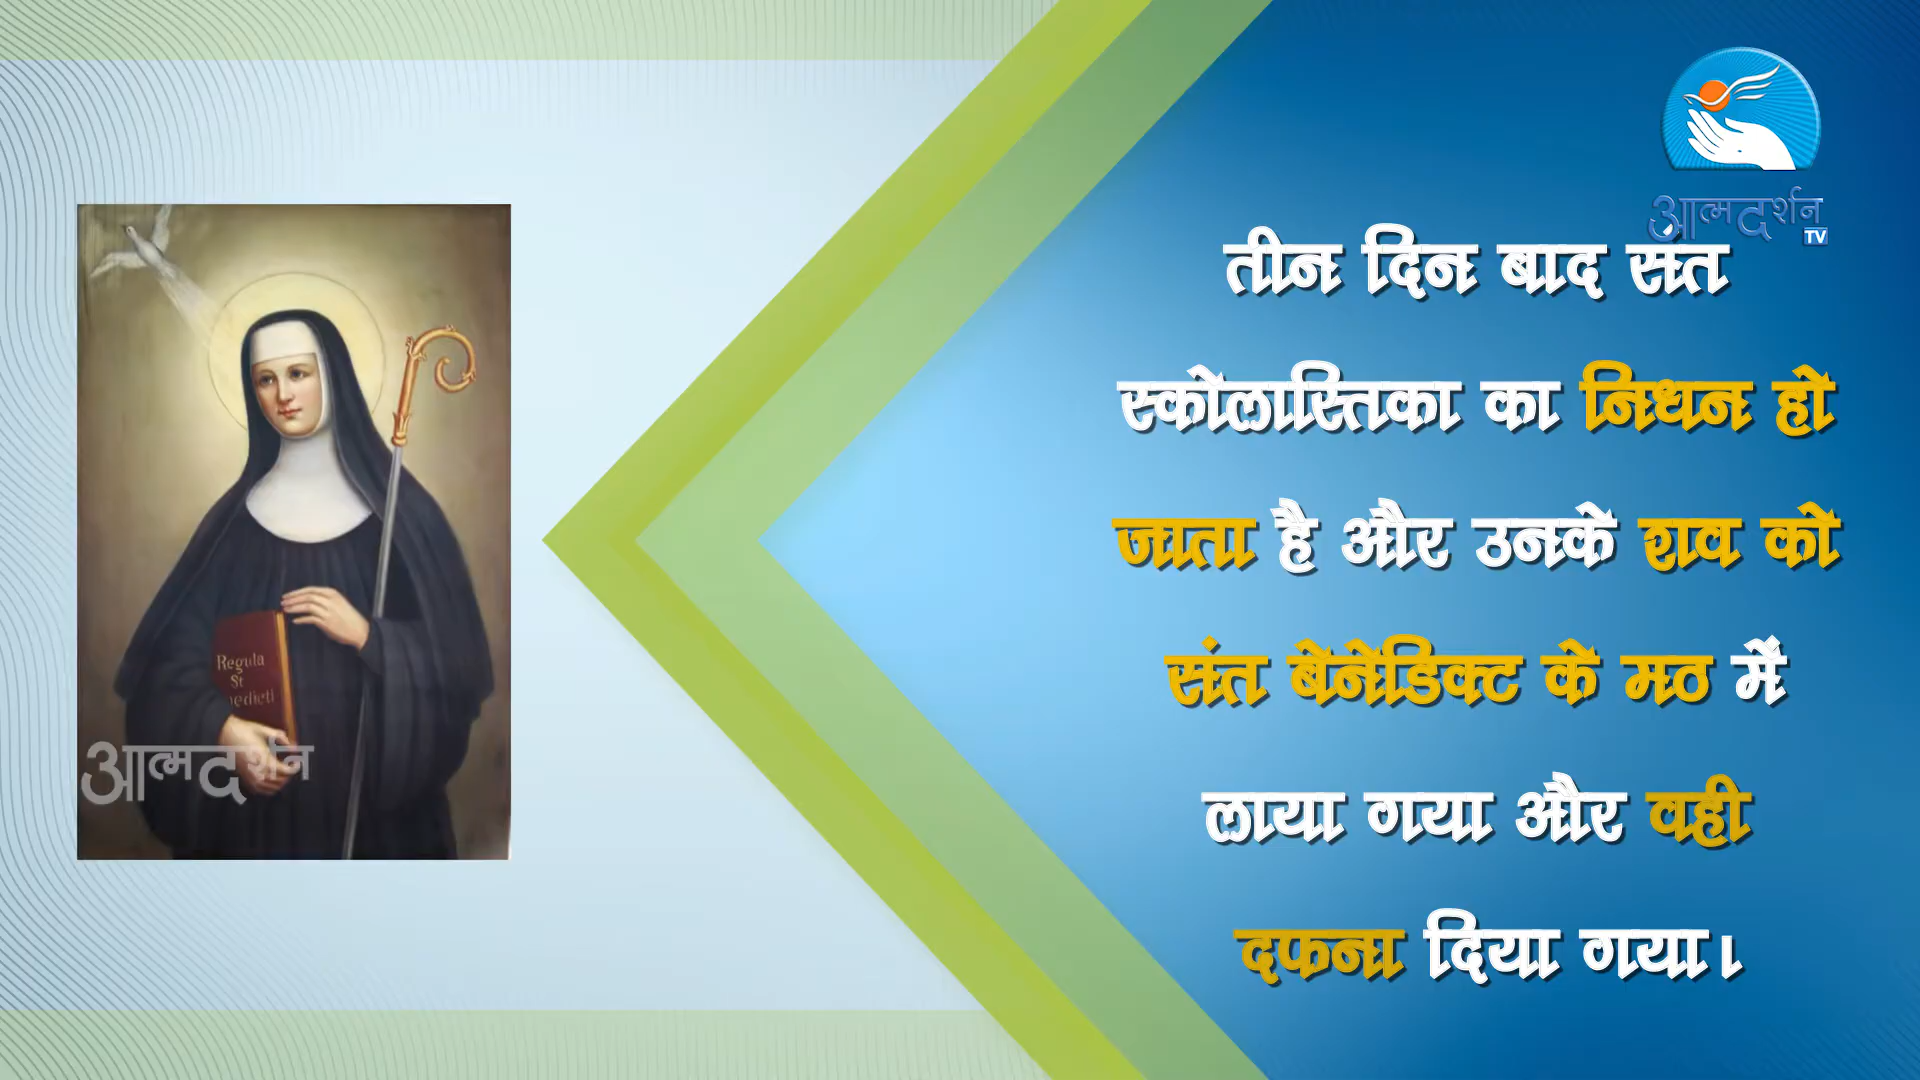 आत्मदर्शन
TV
तीन दिन बाद संत
स्कोलास्तिका का निधन हो
जाता है और उनके शव को
संत बेनेडिक्ट के मठ में
लाया गया और वही
दफना दिया गया।
Regula
St
nedicti
आत्मदर्शन